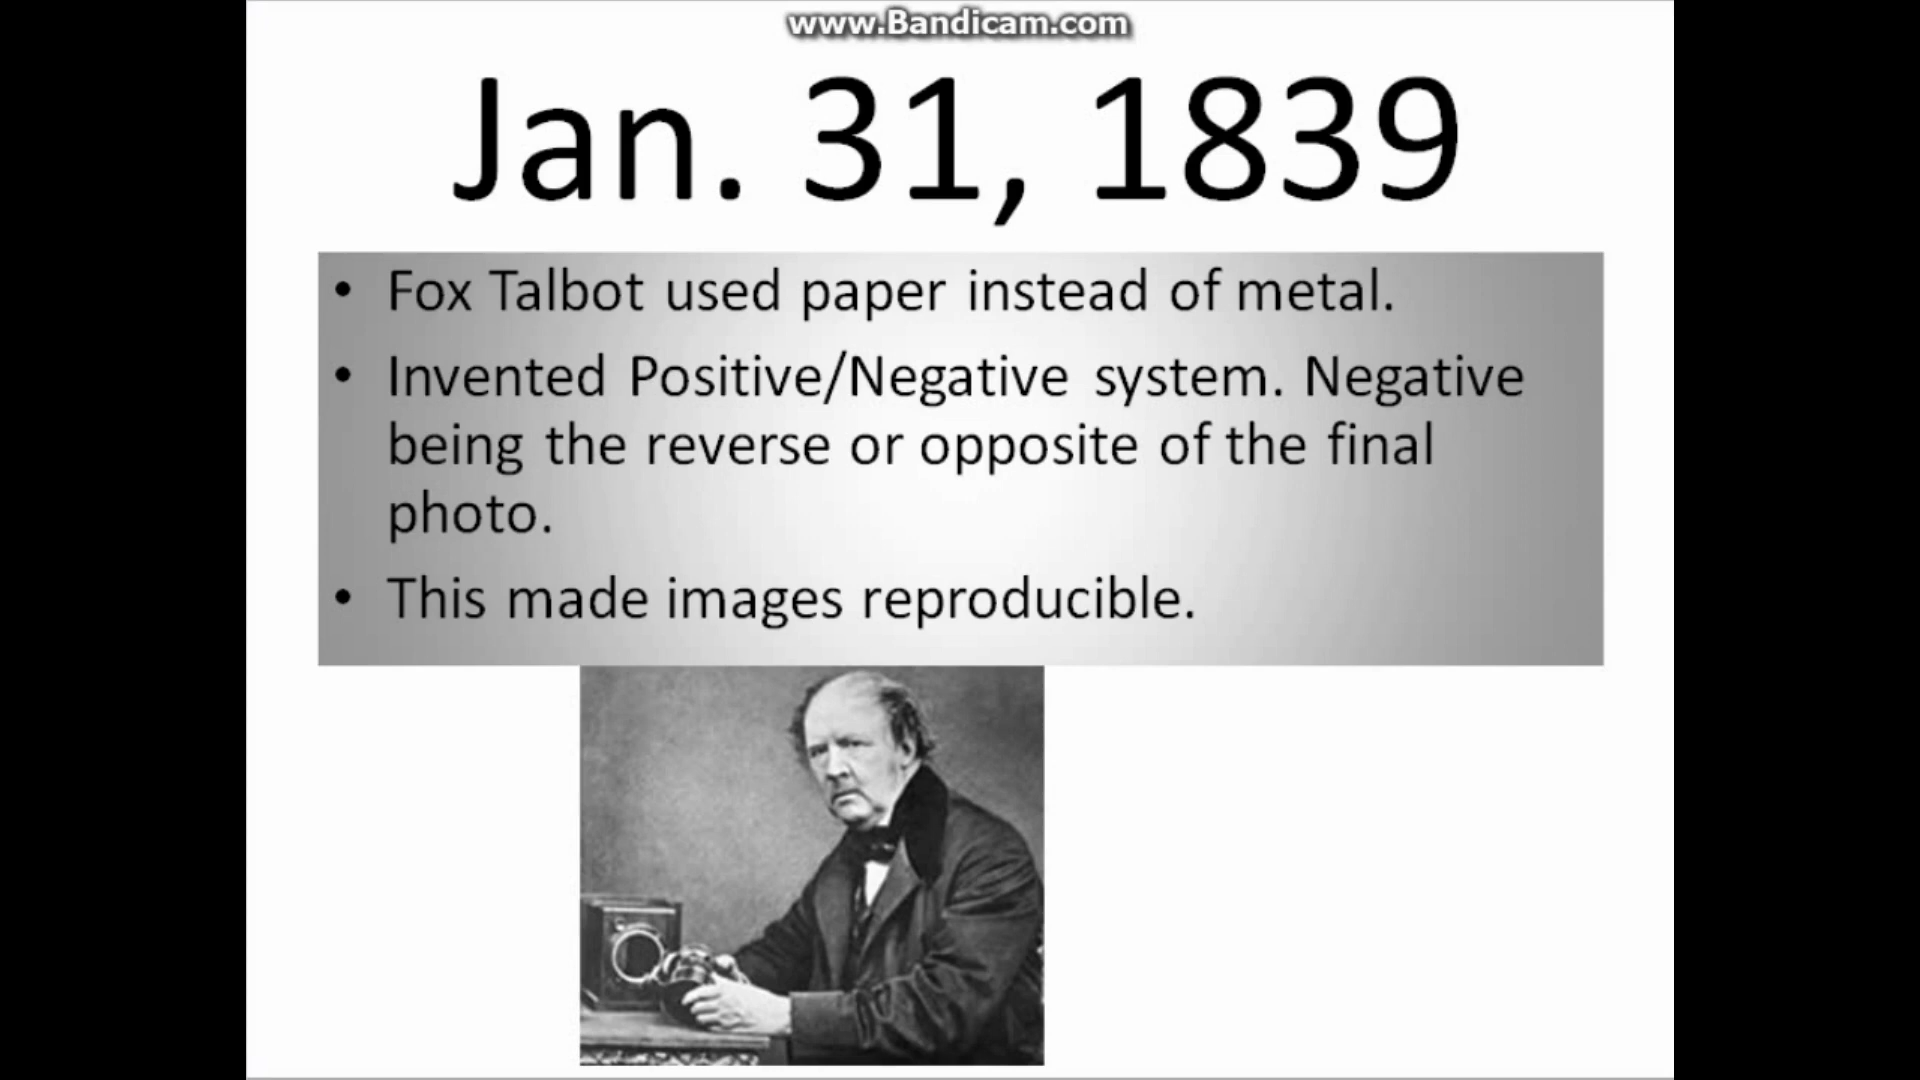 www.Bandicam.com
Jan. 31, 1839
• Fox Talbot used paper instead of metal.
• Invented Positive/Negative system. Negative
being the reverse or opposite of the final
photo.
• This made images reproducible.